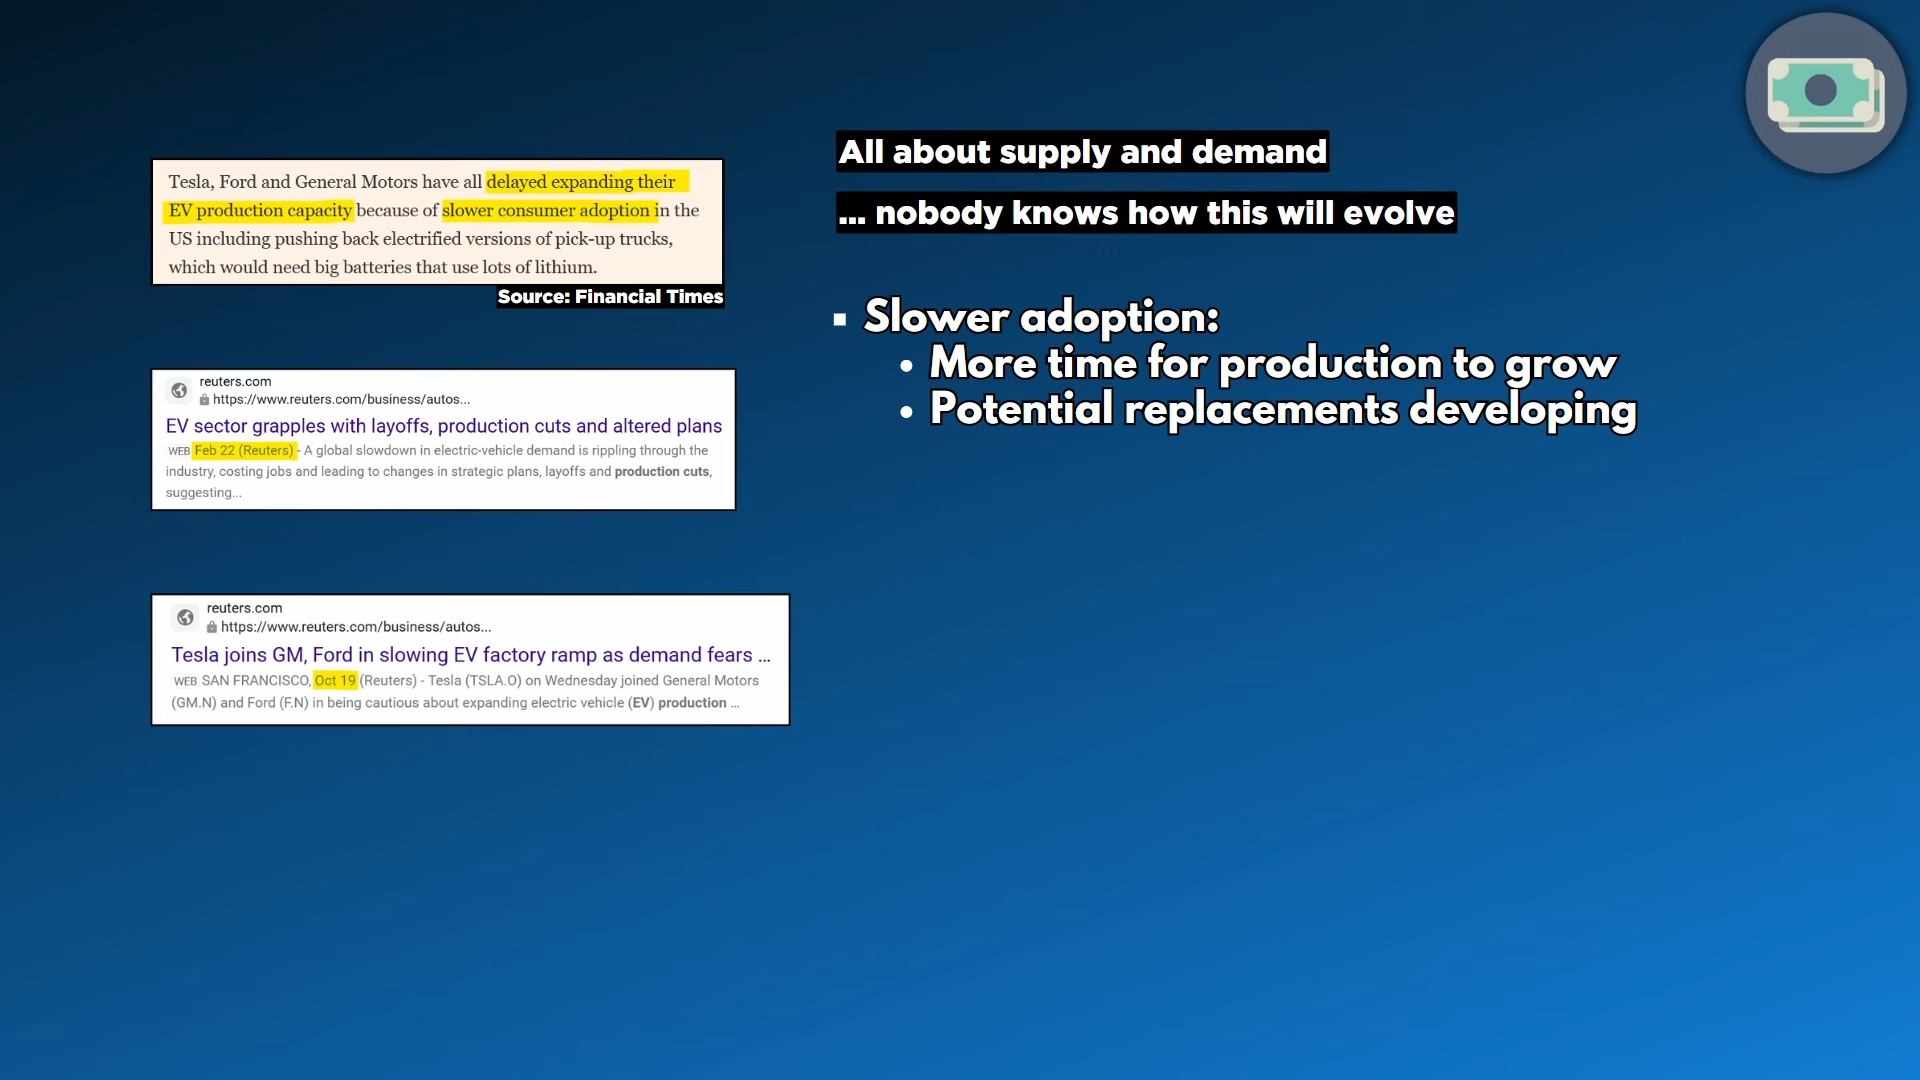 Tesla, Ford and General Motors have all delayed expanding their
EV production capacity because of slower consumer adoption in the
US including pushing back electrified versions of pick-up trucks,
which would need big batteries that use lots of lithium.
Source: Financial Times
reuters.com
https://www.reuters.com/business/autos...
EV sector grapples with layoffs, production cuts and altered plans
WEB Feb 22 (Reuters) - A global slowdown in electric-vehicle demand is rippling through the
industry, costing jobs and leading to changes in strategic plans, layoffs and production cuts,
suggesting...
reuters.com
https://www.reuters.com/business/autos...
Tesla joins GM, Ford in slowing EV factory ramp as demand fears ...
WEB SAN FRANCISCO, Oct 19 (Reuters) - Tesla (TSLA.O) on Wednesday joined General Motors
(GM.N) and Ford (F.N) in being cautious about expanding electric vehicle (EV) production ...
All about supply and demand
... nobody knows how this will evolve
▪ Slower adoption:
• More time for production to grow
• Potential replacements developing